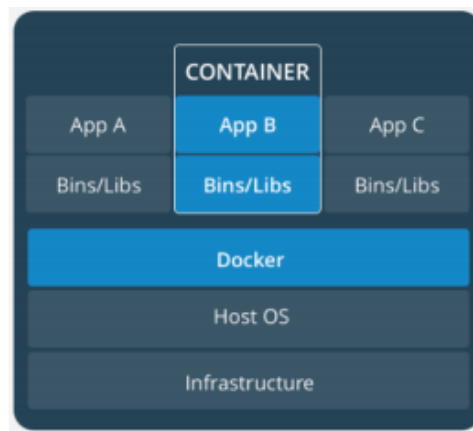 CONTAINER
App A App B App C
Bins/Libs Bins/Libs Bins/Libs
Docker
Host OS
Infrastructure